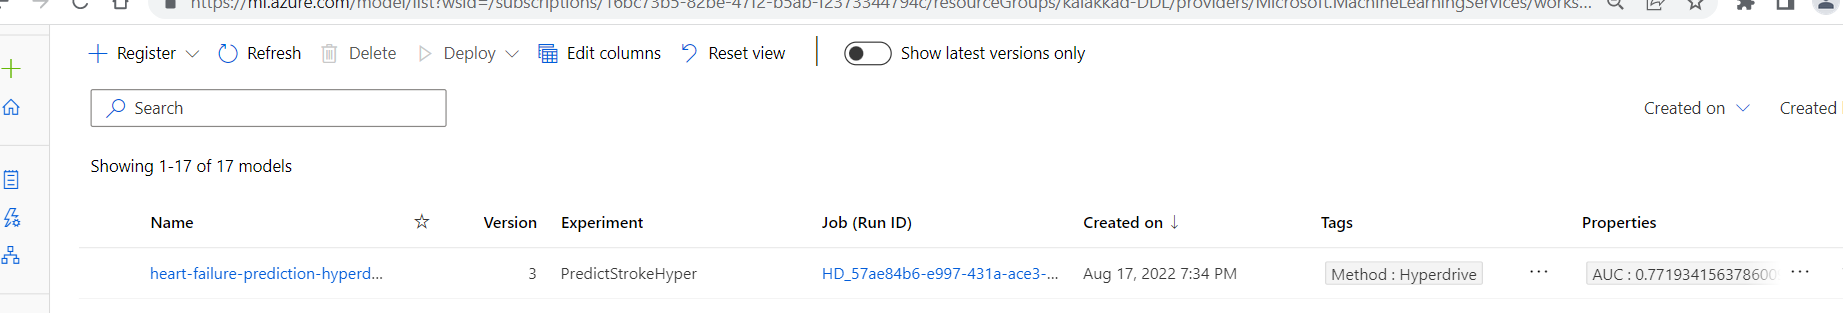 https://ml.azure.com/model/list?wsid=/subscriptions/16bc73b5-82be-4712-b5ab-f2373344794c/resourceGroups/kalakkad-DDL/providers/Microsoft.MachineLearningServices/works...
Register Refresh Delete Deploy Edit columns Reset view Show latest versions only
Search Created on Created
Showing 1-17 of 17 models
Name Version Experiment Job (Run ID) Created on ↓ Tags Properties
heart-failure-prediction-hyperd... 3 PredictStrokeHyper HD_57ae84b6-e997-431a-ace3-... Aug 17, 2022 7:34 PM Method : Hyperdrive ... AUC : 0.771934156378600 ...